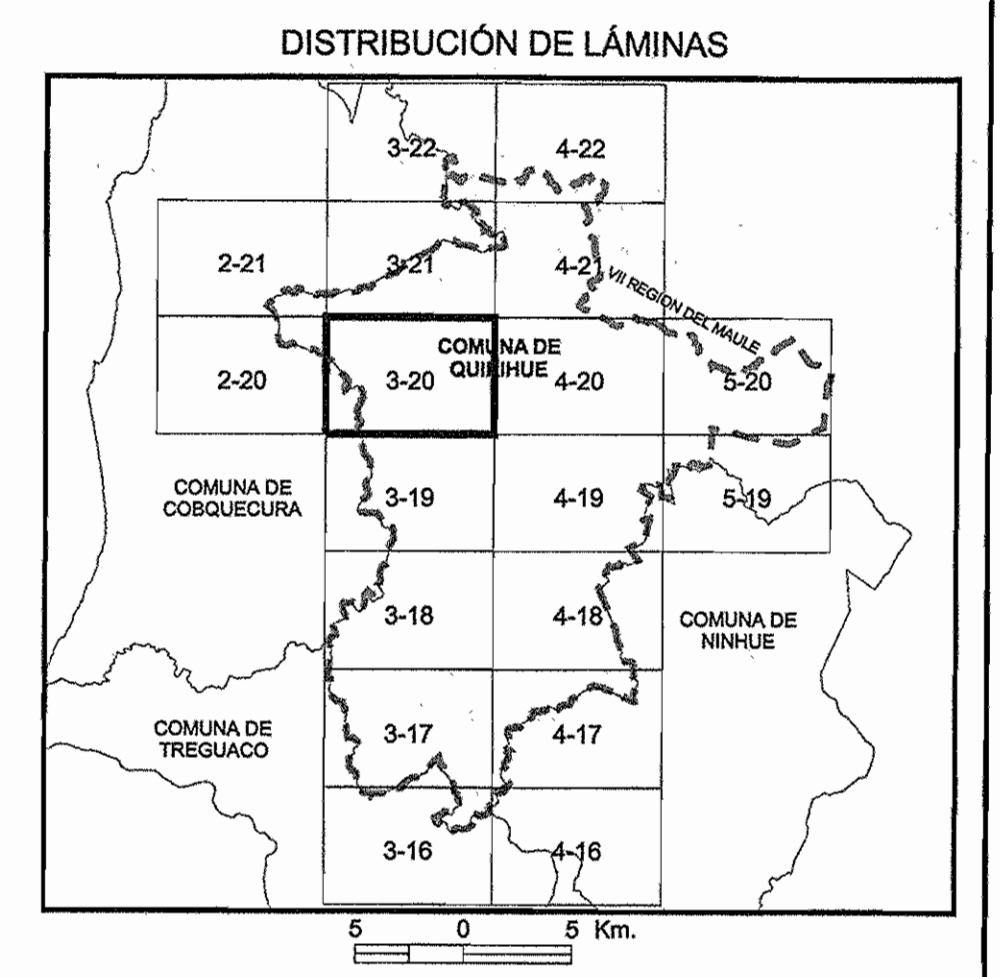 DISTRIBUCIÓN DE LÁMINAS
3-22
4-22
2-21
3-21
4-21
VII REGION DEL MAULE
COMUNA DE
QUIRIHUE
2-20
3-20
4-20
5-20
COMUNA DE
COBQUECURA
3-19
4-19
5-19
3-18
4-18
COMUNA DE
NINHUE
COMUNA DE
TREGUACO
3-17
4-17
3-16
4-16
5 0 5 Km.